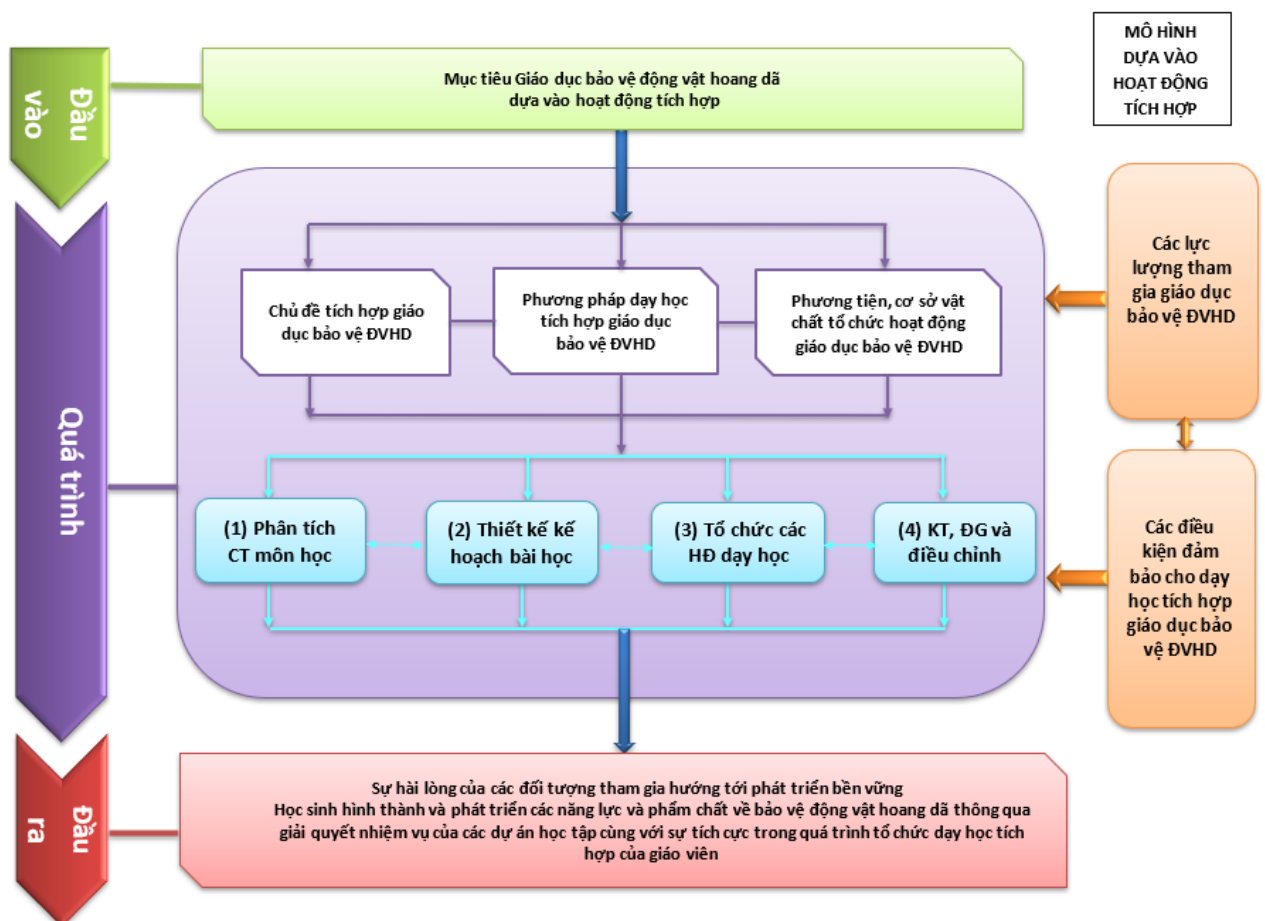 MÔ HÌNH
DỰA VÀO
HOẠT ĐỘNG
TÍCH HỢP
Đầu
vào
Mục tiêu Giáo dục bảo vệ động vật hoang dã
dựa vào hoạt động tích hợp
Quá trình
Chủ đề tích hợp giáo
dục bảo vệ ĐVHD
Phương pháp dạy học
tích hợp giáo dục
bảo vệ ĐVHD
Phương tiện, cơ sở vật
chất tổ chức hoạt động
giáo dục bảo vệ ĐVHD
Các lực
lượng tham
gia giáo dục
bảo vệ ĐVHD
(1) Phân tích
CT môn học
(2) Thiết kế kế
hoạch bài học
(3) Tổ chức các
HĐ dạy học
(4) KT, ĐG và
điều chỉnh
Các điều
kiện đảm
bảo cho dạy
học tích hợp
giáo dục bảo
vệ ĐVHD
Đầu
ra
Sự hài lòng của các đối tượng tham gia hướng tới phát triển bền vững
Học sinh hình thành và phát triển các năng lực và phẩm chất về bảo vệ động vật hoang dã thông qua
giải quyết nhiệm vụ của các dự án học tập cùng với sự tích cực trong quá trình tổ chức dạy học tích
hợp của giáo viên